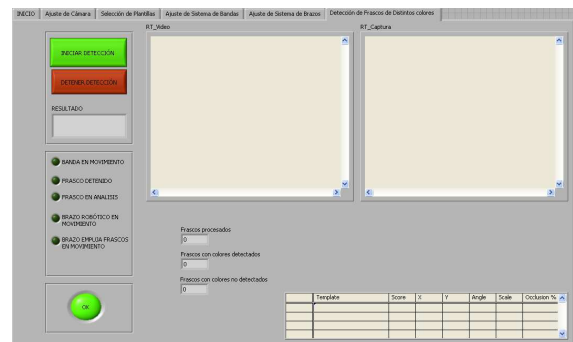 INICIO Ajuste de Cámara Selección de Plantillas Ajuste de Sistema de Bandas Ajuste de Sistema de Brazos Detección de Frascos de Distintos colores
RT_Video RT_Captura
INICIAR DETECCIÓN
DETENER DETECCIÓN
RESULTADO
BANDA EN MOVIMIENTO
FRASCO DETENIDO
FRASCO EN ANALISIS
BRAZO ROBÓTICO EN
MOVIMIENTO
BRAZO EMPUJA FRASCOS
EN MOVIMIENTO
OK
Frascos procesados
0
Frascos con colores detectados
0
Frascos con colores no detectados
0
Template Score X Y Angle Scale Occlusion %